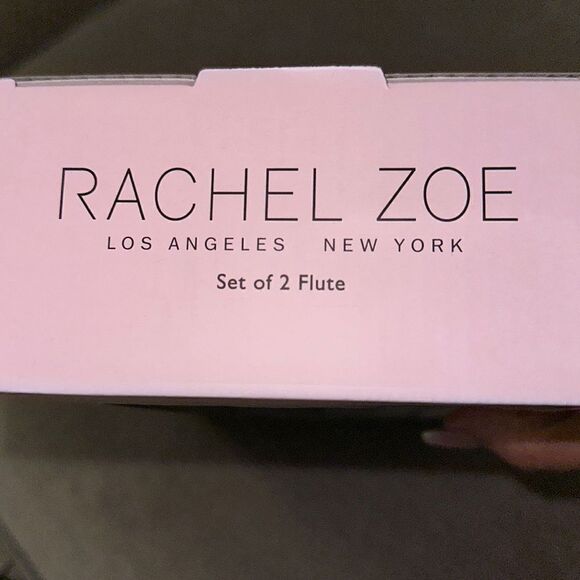 RACHEL ZOE
LOS ANGELES NEW YORK
Set of 2 Flute